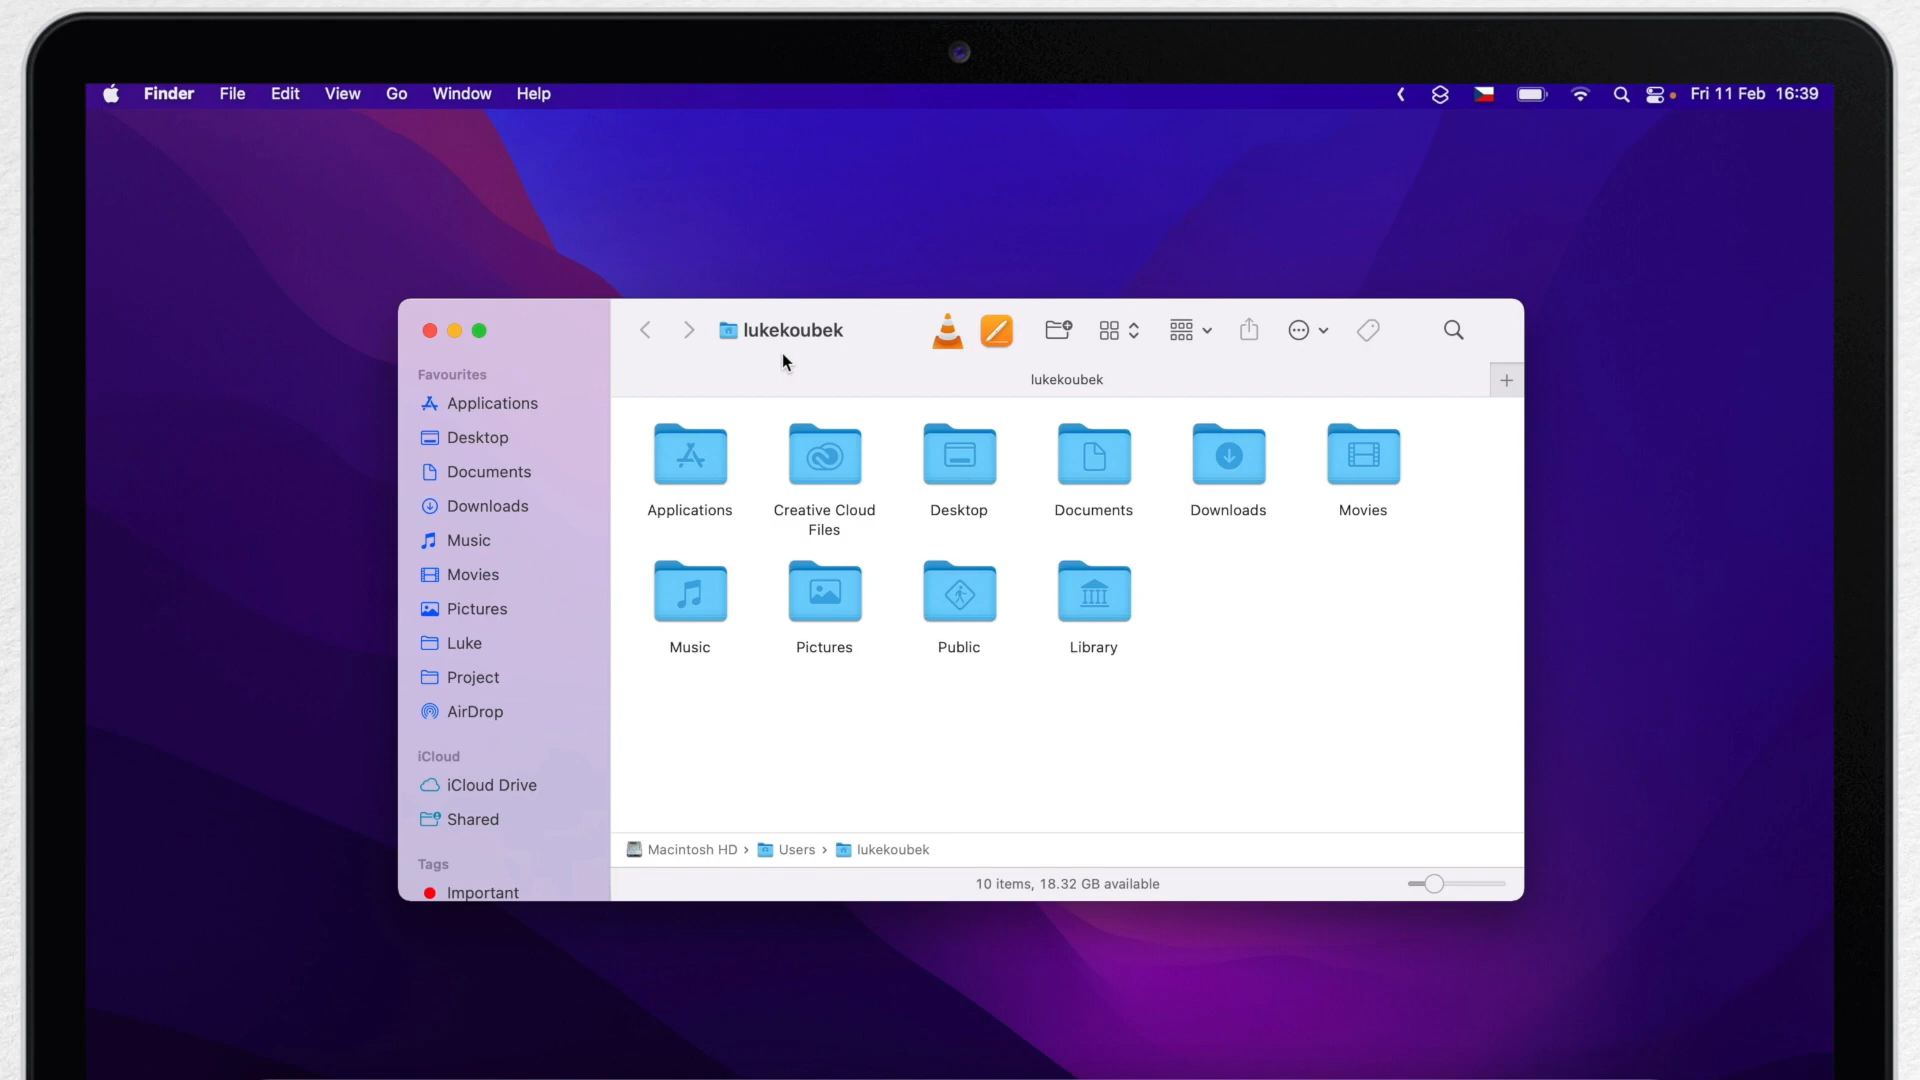 Finder File Edit View Go Window Help Fri 11 Feb 16:39
lukekoubek
lukekoubek
Favourites
Applications
Desktop
Documents
Downloads
Music
Movies
Pictures
Luke
Project
AirDrop
iCloud
iCloud Drive
Shared
Tags
Important
Applications
Creative Cloud
Files
Desktop
Documents
Downloads
Movies
Music
Pictures
Public
Library
Macintosh HD › Users › lukekoubek
10 items, 18.32 GB available